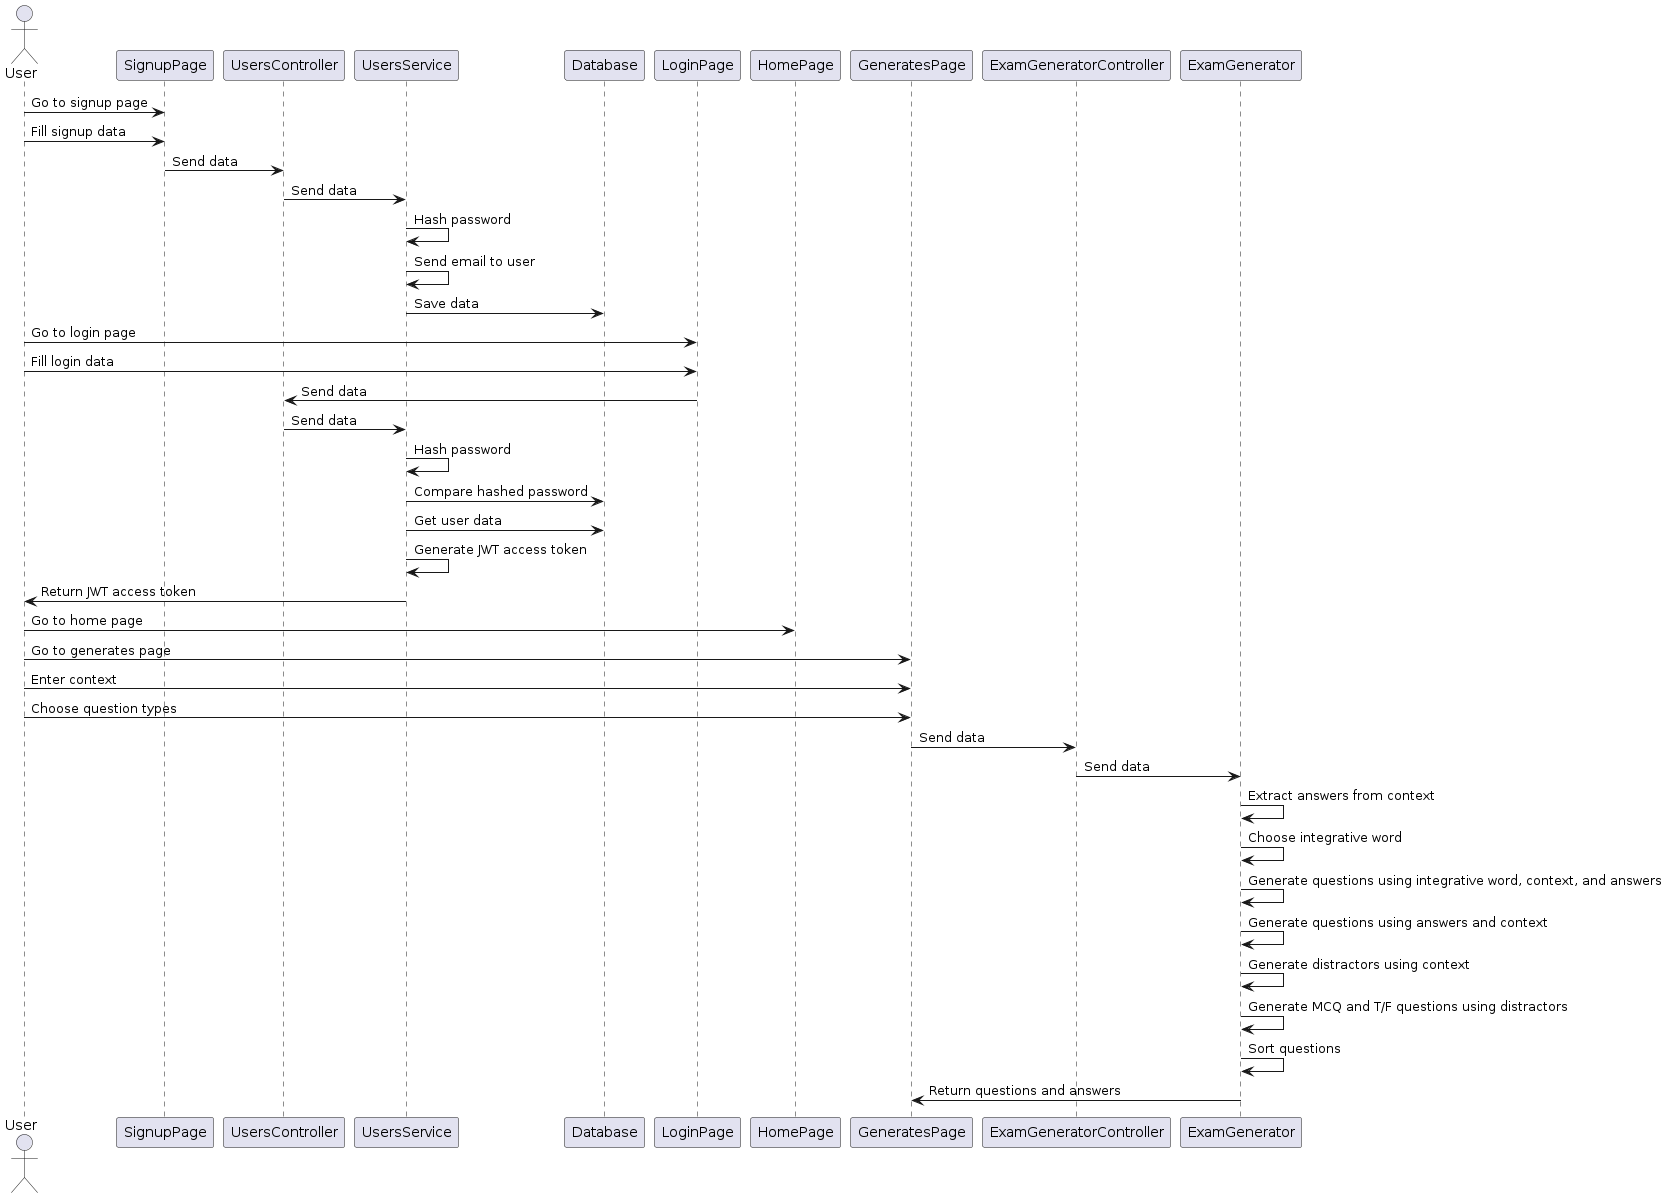 User
SignupPage
UsersController
UsersService
Database
LoginPage
HomePage
GeneratesPage
ExamGeneratorController
ExamGenerator
Go to signup page
Fill signup data
Send data
Send data
Hash password
Send email to user
Save data
Go to login page
Fill login data
Send data
Send data
Hash password
Compare hashed password
Get user data
Generate JWT access token
Return JWT access token
Go to home page
Go to generates page
Enter context
Choose question types
Send data
Send data
Extract answers from context
Choose integrative word
Generate questions using integrative word, context, and answers
Generate questions using answers and context
Generate distractors using context
Generate MCQ and T/F questions using distractors
Sort questions
Return questions and answers
User
SignupPage
UsersController
UsersService
Database
LoginPage
HomePage
GeneratesPage
ExamGeneratorController
ExamGenerator